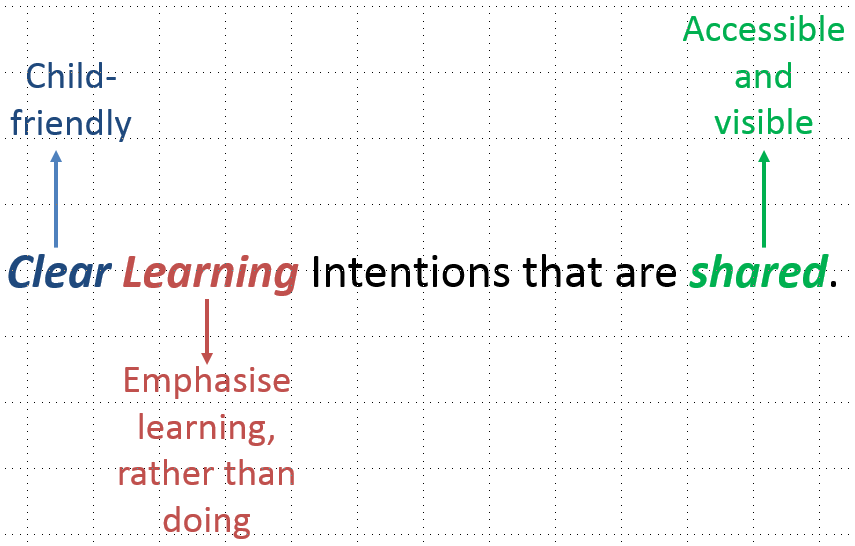 Accessible
and
visible
Child-
friendly
Clear Learning Intentions that are shared.
Emphasise
learning,
rather than
doing